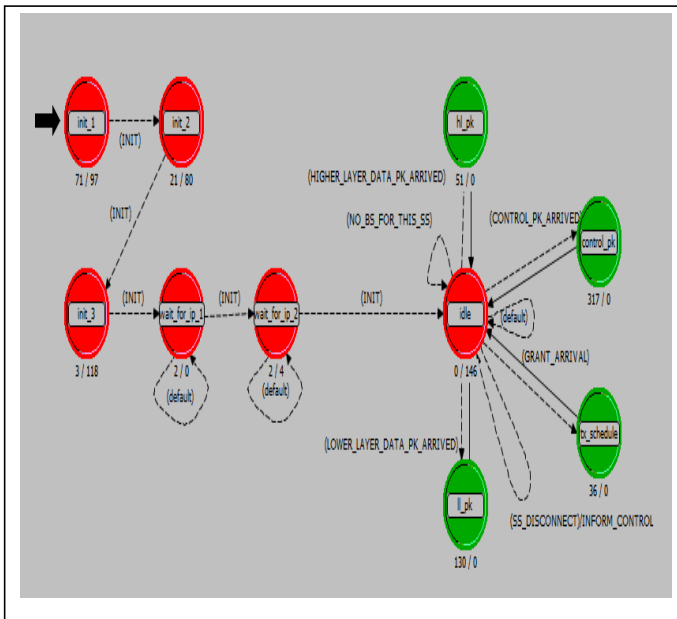 init_1
init_2
(INIT)
71 / 97
21 / 80
hl_pk
51 / 0
(HIGHER_LAYER_DATA_PK_ARRIVED)
(INIT)
(NO_BS_FOR_THIS_SS)
(CONTROL_PK_ARRIVED)
control_pk
317 / 0
init_3
(INIT)
wait_for_ip_1
(INIT)
wait_for_ip_2
(INIT)
idle
(default)
3 / 118
2 / 0
2 / 4
0 / 146
(default)
(default)
(GRANT_ARRIVAL)
tx_schedule
36 / 0
(LOWER_LAYER_DATA_PK_ARRIVED)
ll_pk
130 / 0
(SS_DISCONNECT)/INFORM_CONTROL